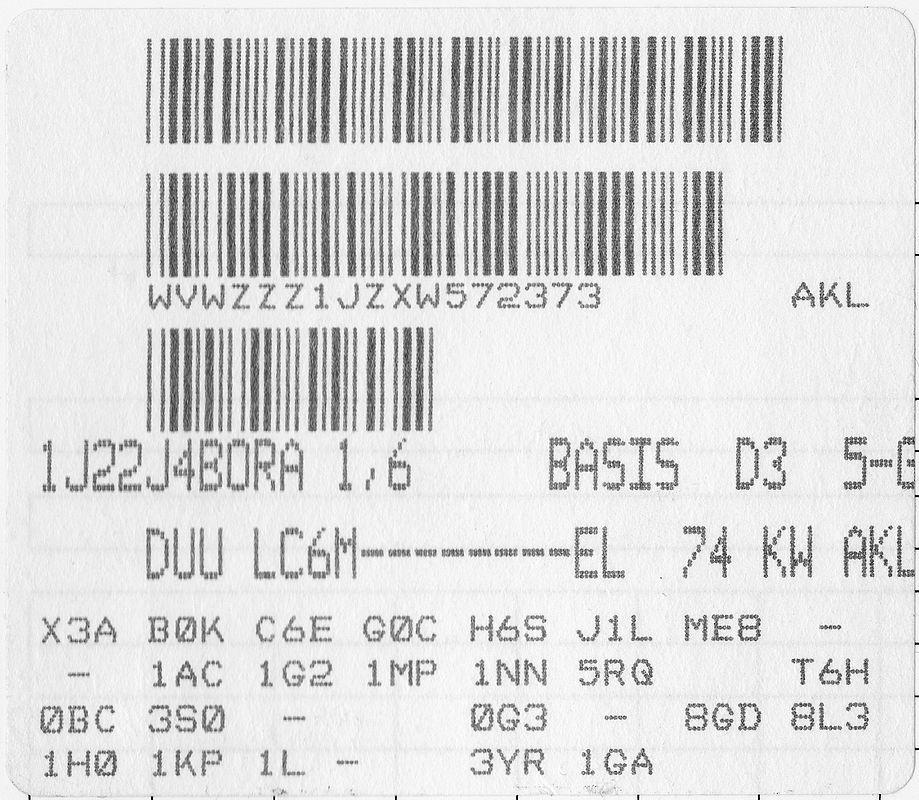 WVWZZZ1JZXW572373 AKL
1J22J4BORA 1,6 BASIS D3 5-G
DUU LC6M--------EL 74 KW AKL
X3A B0K C6E G0C H6S J1L ME8 -
- 1AC 1G2 1MP 1NN 5RQ T6H
0BC 3S0 - 0G3 - 8GD 8L3
1H0 1KP 1L - 3YR 1GA